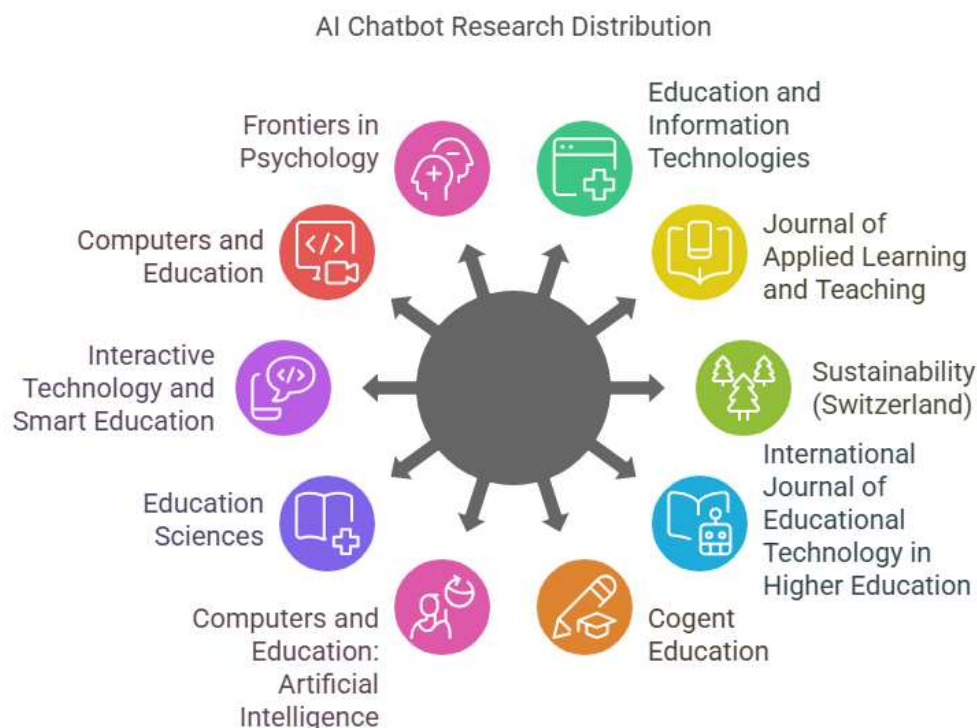 AI Chatbot Research Distribution
Frontiers in
Psychology
Education and
Information
Technologies
Computers and
Education
Journal of
Applied Learning
and Teaching
Interactive
Technology and
Smart Education
Sustainability
(Switzerland)
Education
Sciences
International
Journal of
Educational
Technology in
Higher Education
Computers and
Education:
Artificial
Intelligence
Cogent
Education